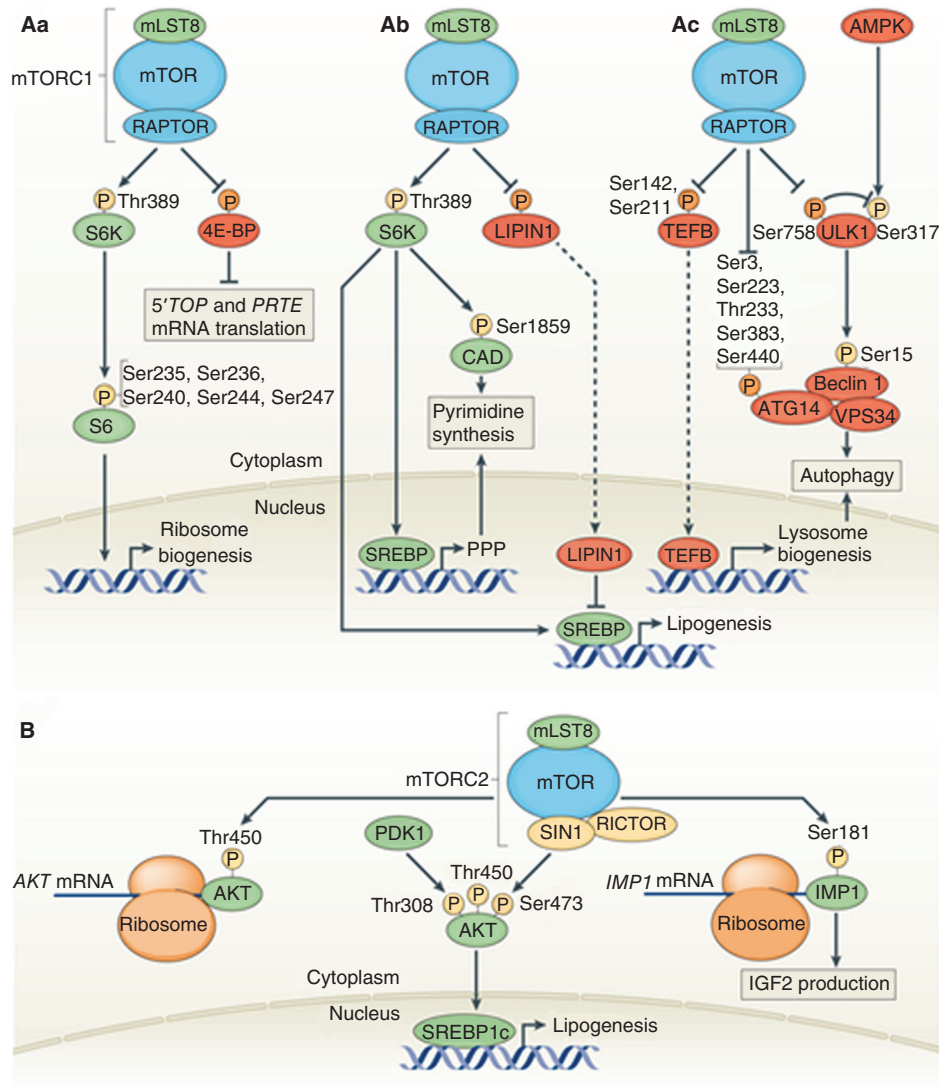 Aa
mLST8
mTORC1
mTOR
RAPTOR
P
Thr389
S6K
P
4E-BP
5′TOP and PRTE
mRNA translation
P
Ser235, Ser236,
Ser240, Ser244, Ser247
S6
Ribosome
biogenesis
Ab
mLST8
mTOR
RAPTOR
P
Thr389
S6K
P
LIPIN1
P
Ser1859
CAD
Pyrimidine
synthesis
Cytoplasm
Nucleus
SREBP
PPP
LIPIN1
SREBP
Lipogenesis
Ac
mLST8
mTOR
RAPTOR
AMPK
Ser142,
Ser211
P
TEFB
P
P
Ser758
ULK1
Ser317
Ser3,
Ser223,
Thr233,
Ser383,
Ser440
P
P
Ser15
Beclin 1
ATG14
VPS34
Autophagy
TEFB
Lysosome
biogenesis
B
mLST8
mTORC2
mTOR
SIN1
RICTOR
Thr450
P
AKT mRNA
AKT
Ribosome
PDK1
Thr450
Thr308
P
P
P
Ser473
AKT
Ser181
P
IMP1 mRNA
IMP1
Ribosome
IGF2 production
Cytoplasm
Nucleus
SREBP1c
Lipogenesis